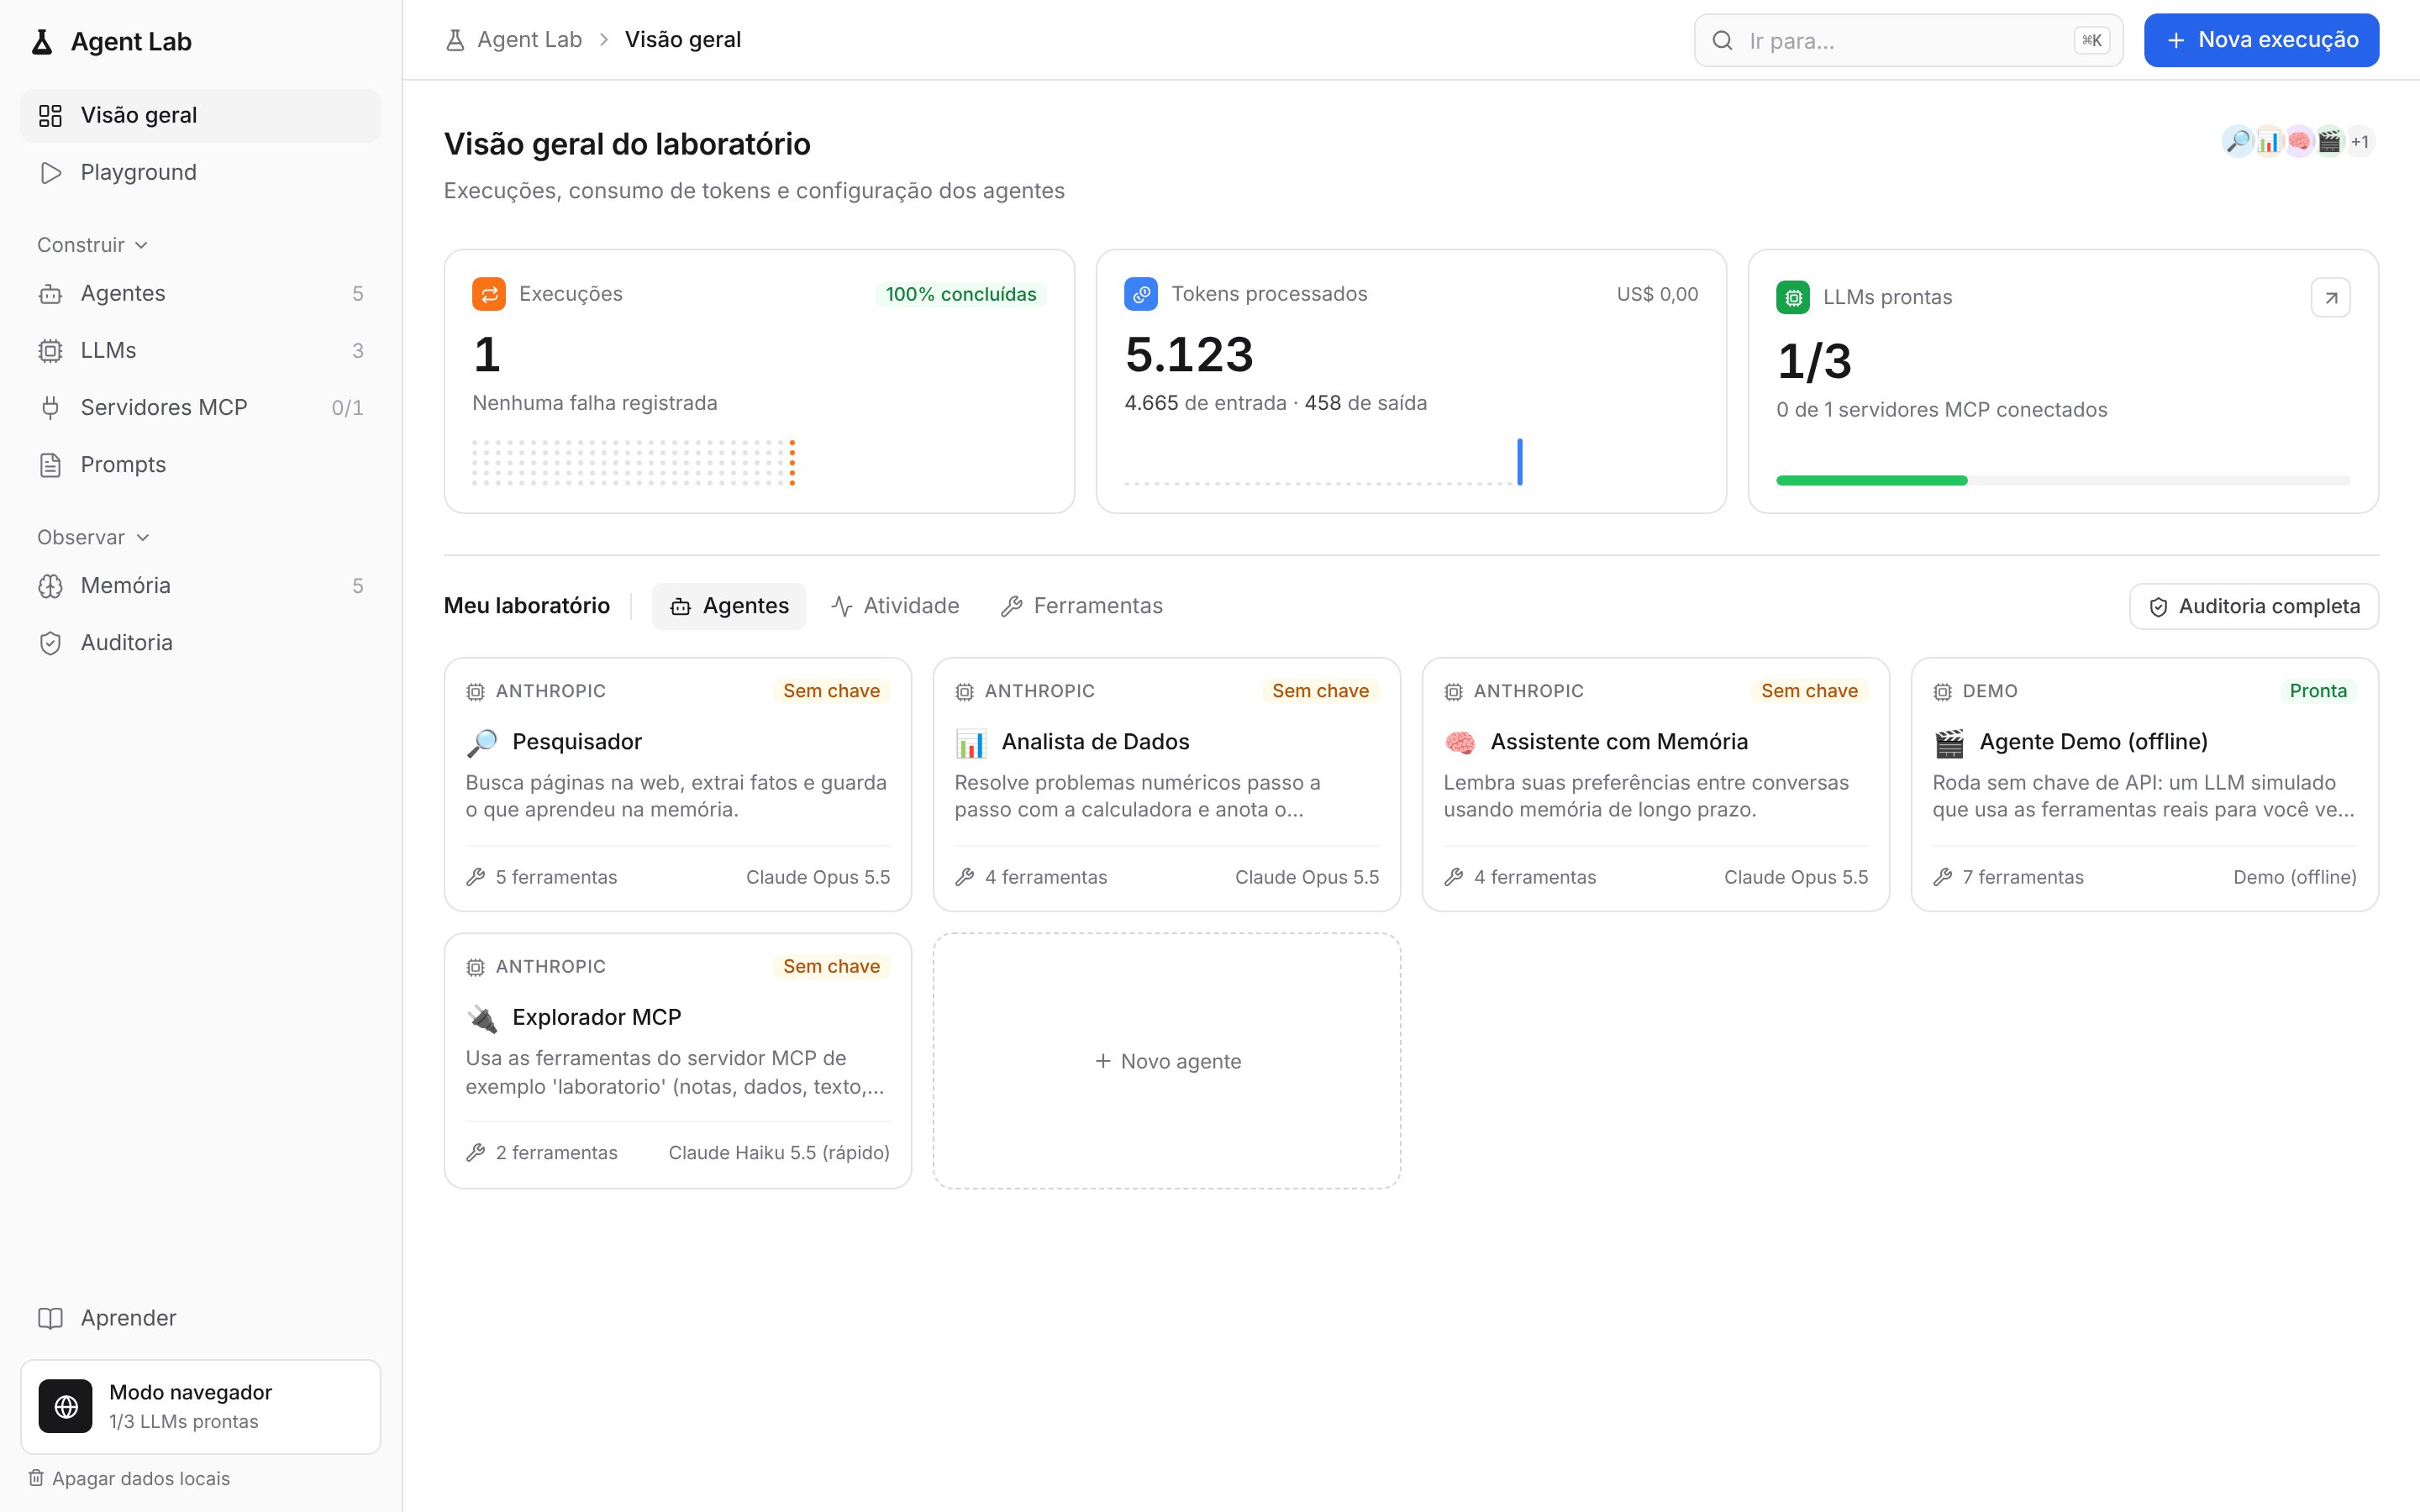 Agent Lab
Visão geral
Playground
Construir
Agentes 5
LLMs 3
Servidores MCP 0/1
Prompts
Observar
Memória 5
Auditoria
Aprender
Modo navegador
1/3 LLMs prontas
Apagar dados locais
Agent Lab > Visão geral
Ir para... ⌘K
+ Nova execução
Visão geral do laboratório
+1
Execuções, consumo de tokens e configuração dos agentes
Execuções 100% concluídas
1
Nenhuma falha registrada
Tokens processados US$ 0,00
5.123
4.665 de entrada · 458 de saída
LLMs prontas
1/3
0 de 1 servidores MCP conectados
Meu laboratório
Agentes
Atividade
Ferramentas
Auditoria completa
ANTHROPIC Sem chave
Pesquisador
Busca páginas na web, extrai fatos e guarda
o que aprendeu na memória.
5 ferramentas Claude Opus 5.5
ANTHROPIC Sem chave
Analista de Dados
Resolve problemas numéricos passo a
passo com a calculadora e anota o...
4 ferramentas Claude Opus 5.5
ANTHROPIC Sem chave
Assistente com Memória
Lembra suas preferências entre conversas
usando memória de longo prazo.
4 ferramentas Claude Opus 5.5
DEMO Pronta
Agente Demo (offline)
Roda sem chave de API: um LLM simulado
que usa as ferramentas reais para você ve...
7 ferramentas Demo (offline)
ANTHROPIC Sem chave
Explorador MCP
Usa as ferramentas do servidor MCP de
exemplo 'laboratorio' (notas, dados, texto,...
2 ferramentas Claude Haiku 5.5 (rápido)
+ Novo agente